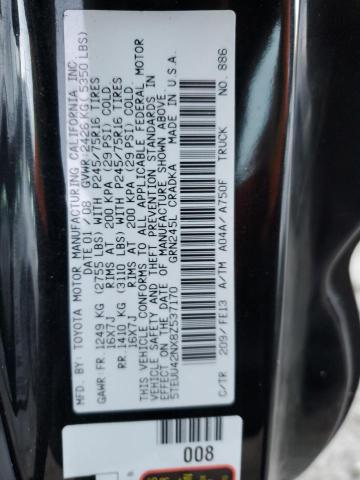 MFD BY: TOYOTA MOTOR MANUFACTURING CALIFORNIA INC
DATE 01 / 08 GVWR 2426 KG ( 5350 LBS)
GAWR FR. 1249 KG (2755 LBS) WITH P245/75R16 TIRES
16X7J RIMS AT 200 KPA (29 PSI) COLD
RR 1410 KG (3110 LBS) WITH P245/75R16 TIRES
16X7J RIMS AT 200 KPA (29 PSI) COLD
THIS VEHICLE CONFORMS TO ALL APPLICABLE FEDERAL MOTOR
VEHICLE SAFETY AND THEFT PREVENTION STANDARDS IN
EFFECT ON THE DATE OF MANUFACTURE SHOWN ABOVE.
5TEUU42NX8Z537170 GRN245L CRADKA MADE IN U.S.A.
C/TR 209/FE13 A/TM A04A/ A750F TRUCK NO. 886
008